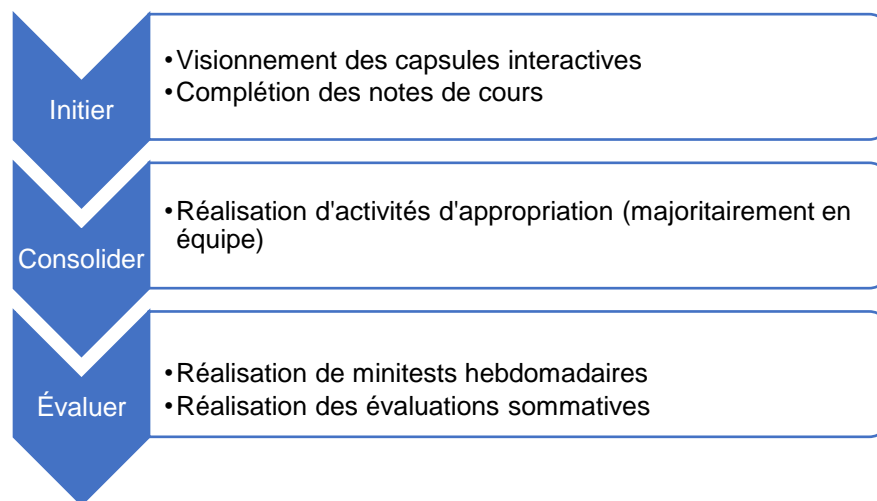 Initier
•Visionnement des capsules interactives
•Complétion des notes de cours
Consolider
•Réalisation d'activités d'appropriation (majoritairement en
équipe)
Évaluer
•Réalisation de minitests hebdomadaires
•Réalisation des évaluations sommatives